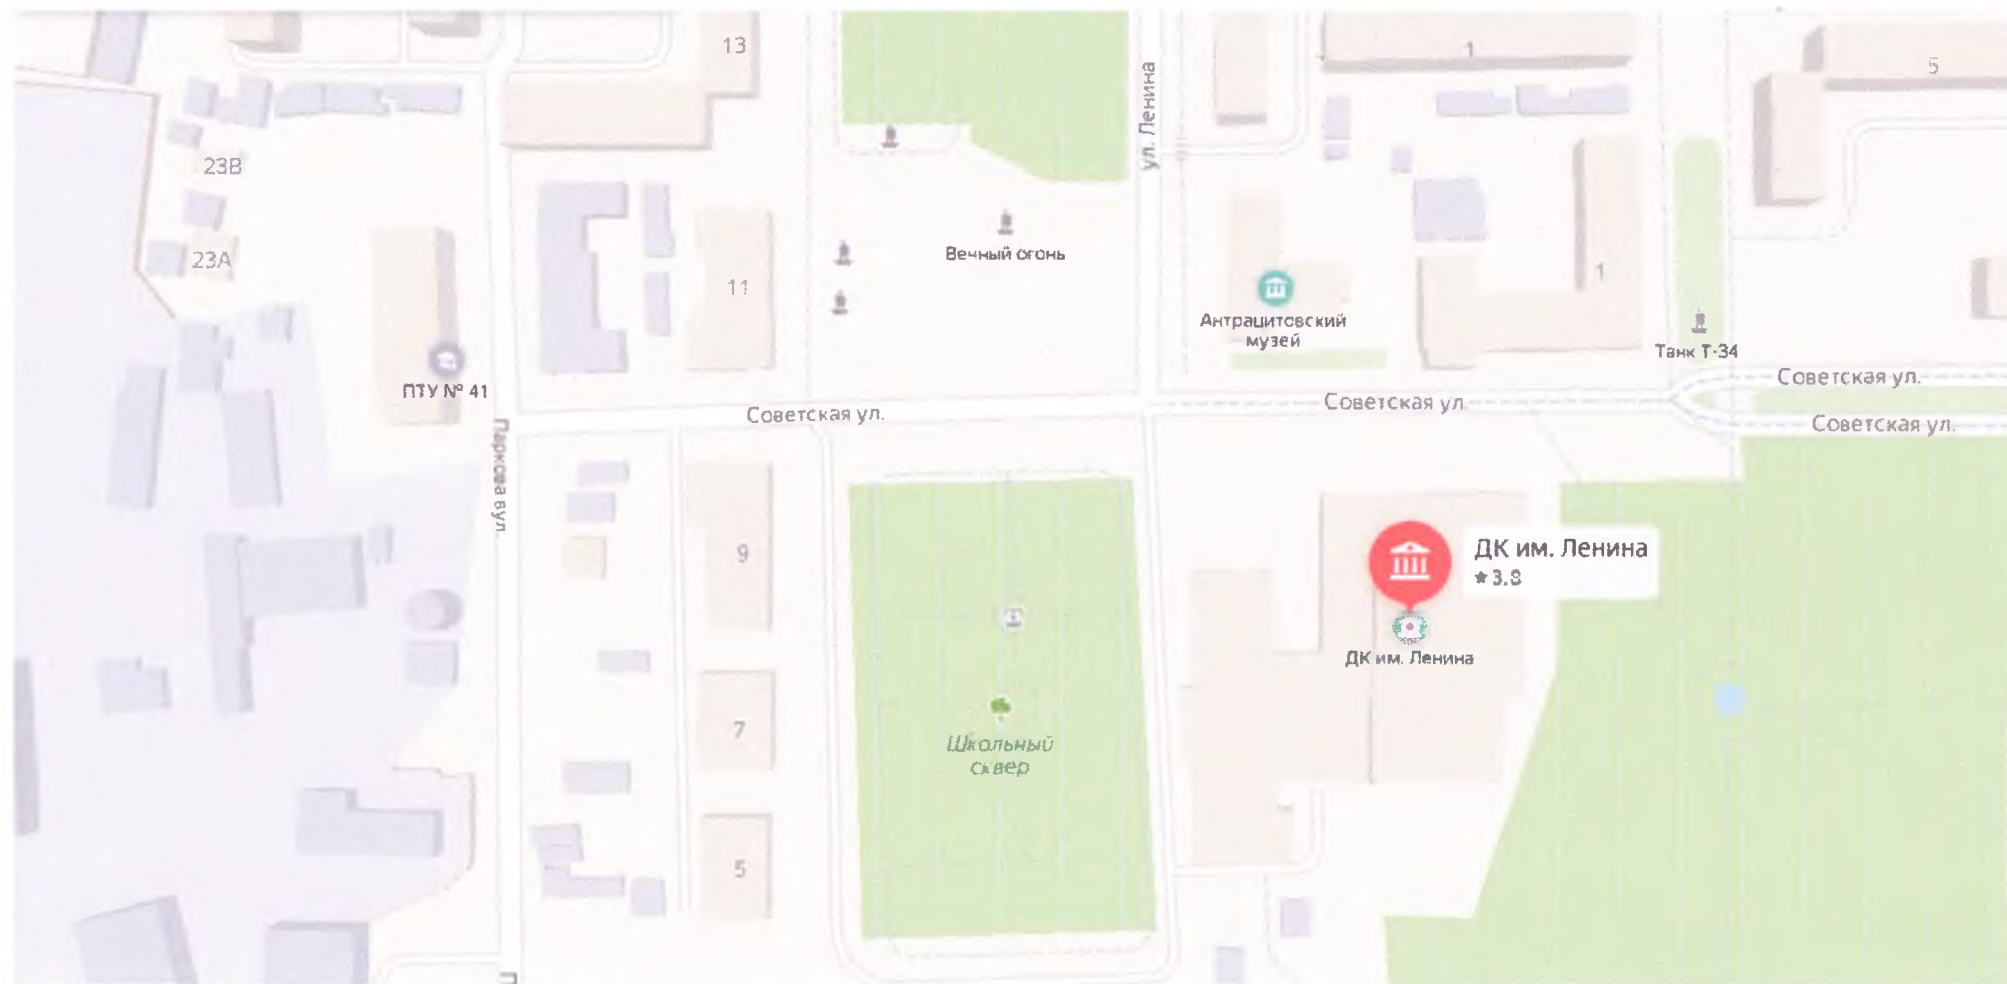 13
1
5
ул. Ленина
23В
23А
11
Вечный огонь
Антрацитовский
музей
1
Танк Т-34
ПТУ № 41
Советская ул.
Советская ул.
Советская ул.
Советская ул.
Паркова вул.
9
ДК им. Ленина
3.8
ДК им. Ленина
7
Школьный
сквер
5
П